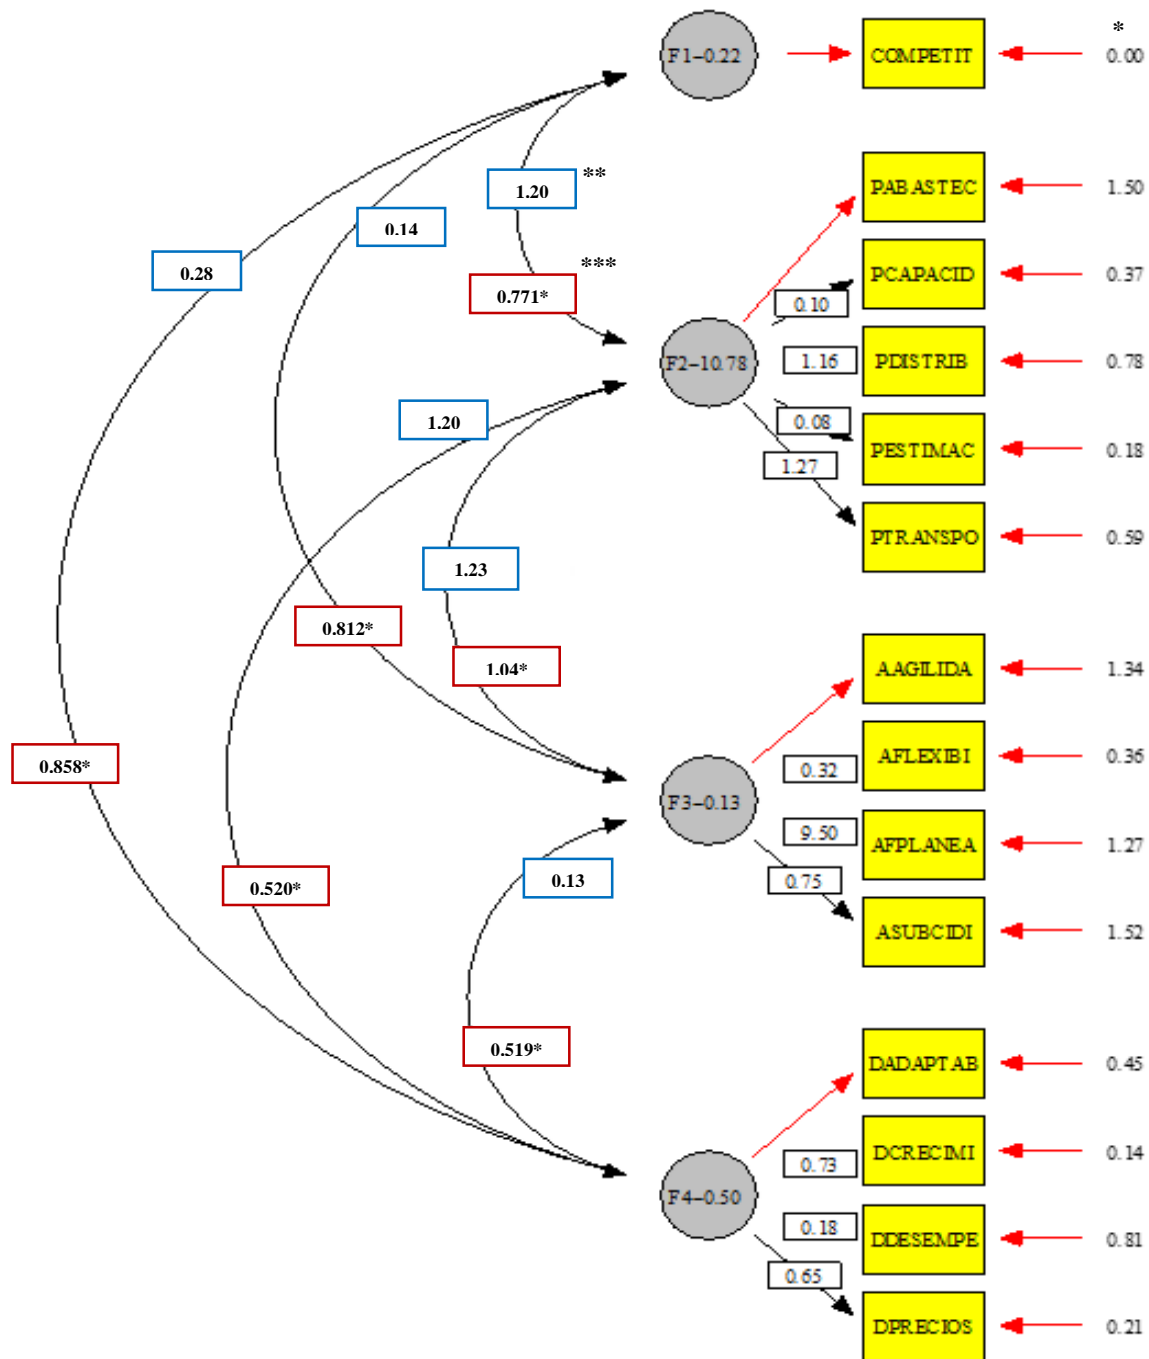 *
F1-0.22
COMPETIT
0.00
PABASTEC
1.50
1.20
**
0.14
0.28
PCAPACID
0.37
***
0.771*
0.10
F2-10.78
1.16
PDISTRIB
0.78
1.20
0.08
PESTIMAC
0.18
1.27
PTRANSPO
0.59
1.23
0.812*
1.04*
AAGILIDA
1.34
0.858*
0.32
AFLEXIBI
0.36
F3-0.13
9.50
AFPLANEA
1.27
0.520*
0.13
0.75
ASUBCIDI
1.52
0.519*
DADAPTAB
0.45
0.73
DCRECIMI
0.14
F4-0.50
0.18
DDESEMPE
0.81
0.65
DPRECIOS
0.21